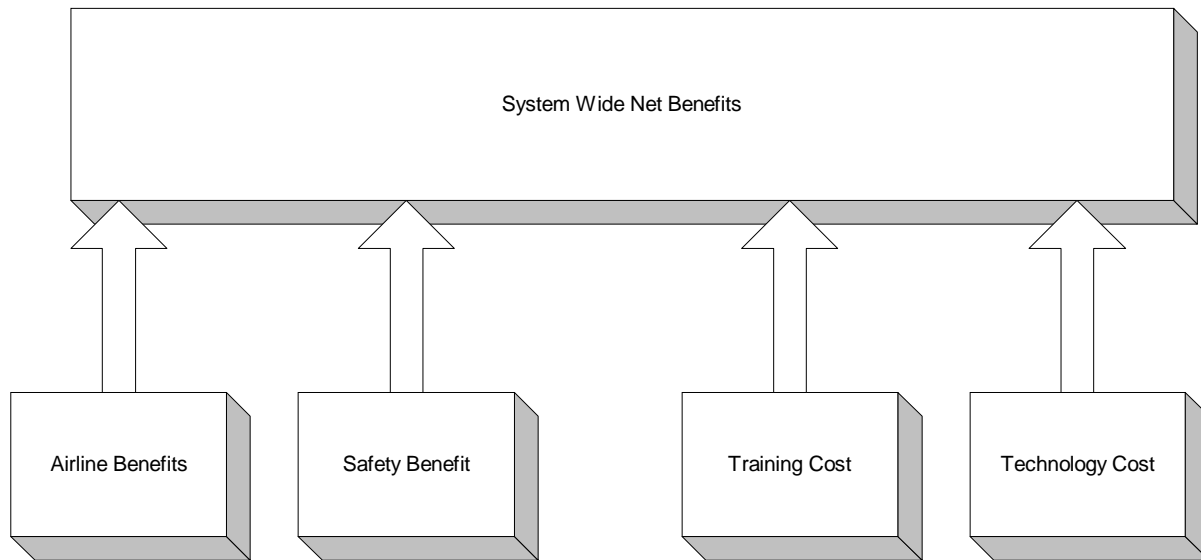 System Wide Net Benefits
Airline Benefits
Safety Benefit
Training Cost
Technology Cost